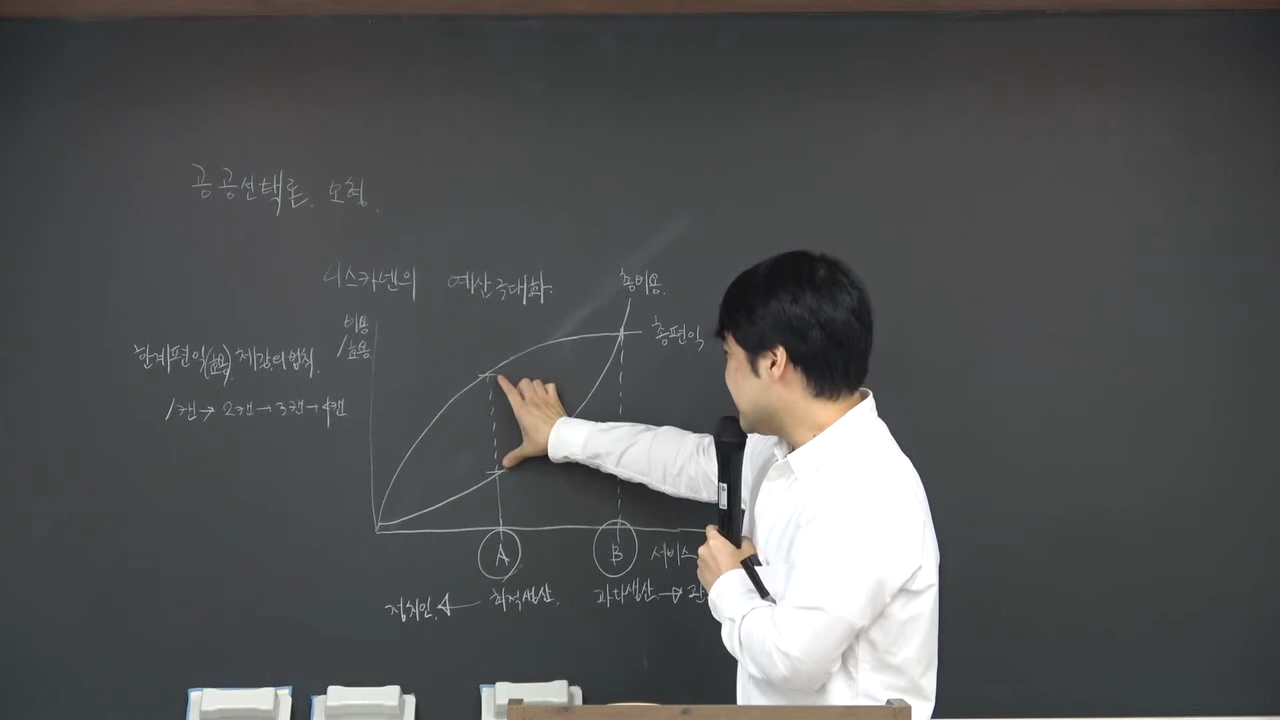 공공선택론. 모형.
니스카넨의 예산극대화.
총비용.
비용
/효용
총편익
한계편익(효용) 체감의 법칙.
1캔→ 2캔→ 3캔→ 4캔
A
B
서비스
정치인.
최적생산.
과다생산. → 관